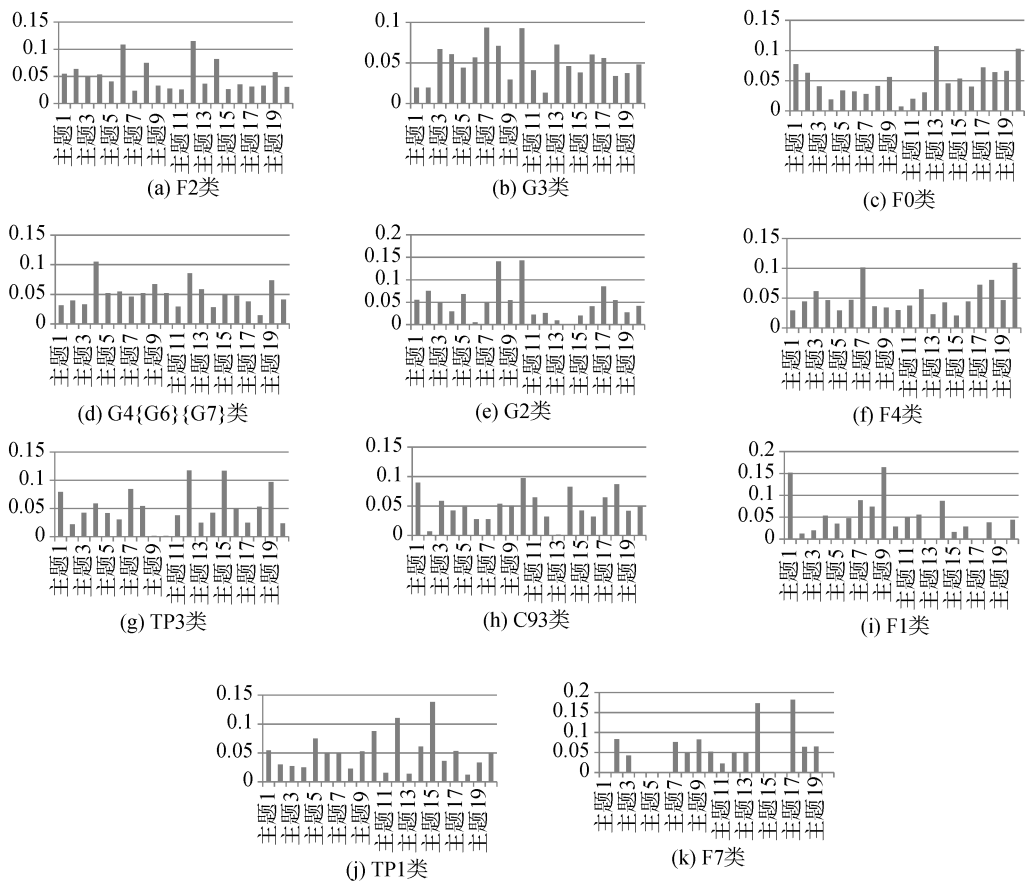 0.15
0.1
0.05
0
主题1
主题3
主题5
主题7
主题9
主题11
主题13
主题15
主题17
主题19
(a) F2类
0.1
0.05
0
主题1
主题3
主题5
主题7
主题9
主题11
主题13
主题15
主题17
主题19
(b) G3类
0.15
0.1
0.05
0
主题1
主题3
主题5
主题7
主题9
主题11
主题13
主题15
主题17
主题19
(c) F0类
0.15
0.1
0.05
0
主题1
主题3
主题5
主题7
主题9
主题11
主题13
主题15
主题17
主题19
(d) G4{G6}{G7}类
0.2
0.15
0.1
0.05
0
主题1
主题3
主题5
主题7
主题9
主题11
主题13
主题15
主题17
主题19
(e) G2类
0.15
0.1
0.05
0
主题1
主题3
主题5
主题7
主题9
主题11
主题13
主题15
主题17
主题19
(f) F4类
0.15
0.1
0.05
0
主题1
主题3
主题5
主题7
主题9
主题11
主题13
主题15
主题17
主题19
(g) TP3类
0.15
0.1
0.05
0
主题1
主题3
主题5
主题7
主题9
主题11
主题13
主题15
主题17
主题19
(h) C93类
0.2
0.15
0.1
0.05
0
主题1
主题3
主题5
主题7
主题9
主题11
主题13
主题15
主题17
主题19
(i) F1类
0.15
0.1
0.05
0
主题1
主题3
主题5
主题7
主题9
主题11
主题13
主题15
主题17
主题19
(j) TP1类
0.2
0.15
0.1
0.05
0
主题1
主题3
主题5
主题7
主题9
主题11
主题13
主题15
主题17
主题19
(k) F7类